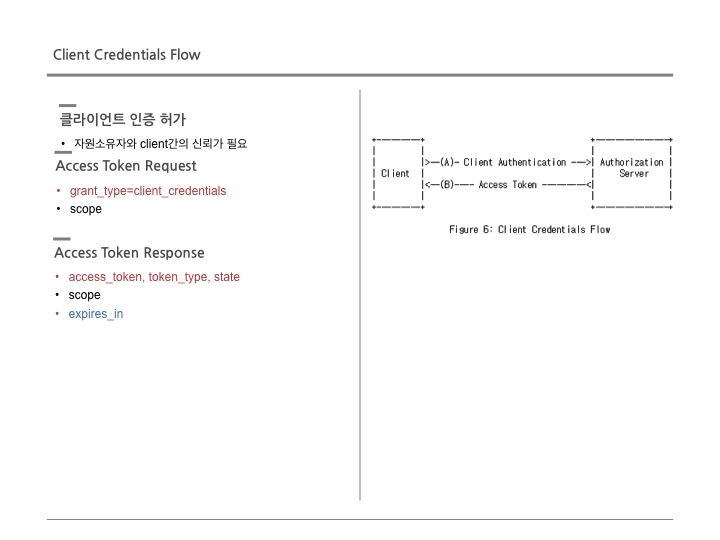 Client Credentials Flow
클라이언트 인증 허가
• 자원소유자와 client간의 신뢰가 필요
Access Token Request
• grant_type=client_credentials
• scope
Access Token Response
• access_token, token_type, state
• scope
• expires_in
+---------+                                  +---------------+
|         |                                  |               |
|         |>--(A)- Client Authentication --->| Authorization |
| Client  |                                  |     Server    |
|         |<--(B)---- Access Token ---------<|               |
|         |                                  |               |
+---------+                                  +---------------+
Figure 6: Client Credentials Flow